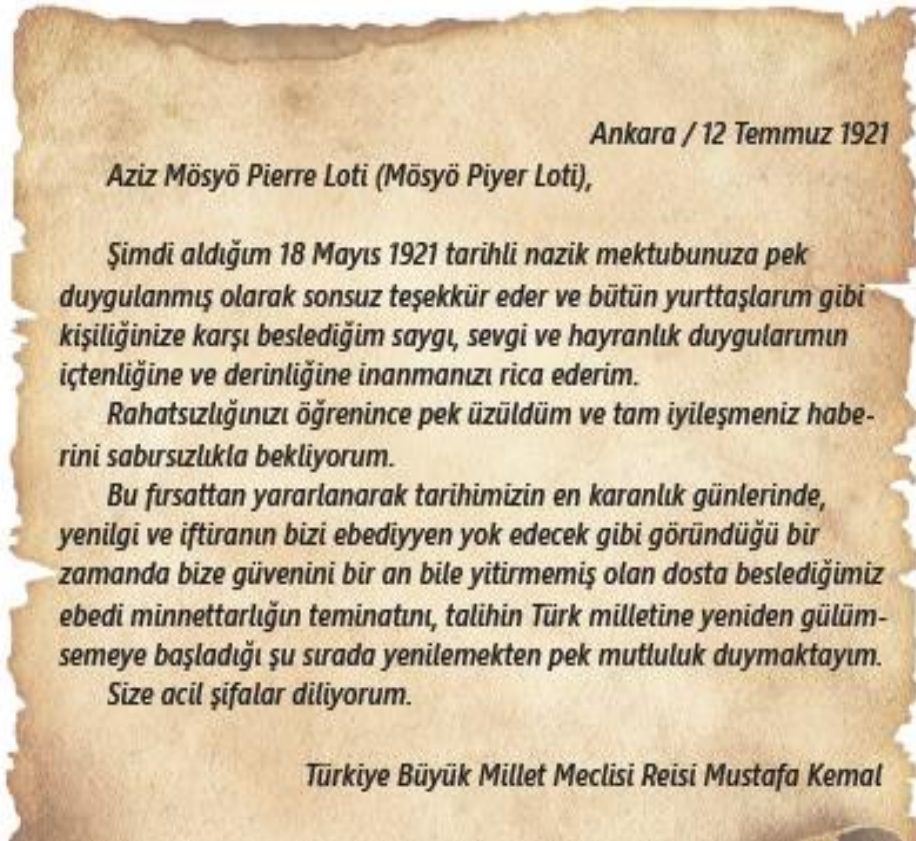 Ankara / 12 Temmuz 1921
Aziz Mösyö Pierre Loti (Mösyö Piyer Loti),
Şimdi aldığım 18 Mayıs 1921 tarihli nazik mektubunuza pek
duygulanmış olarak sonsuz teşekkür eder ve bütün yurttaşlarım gibi
kişiliğinize karşı beslediğim saygı, sevgi ve hayranlık duygularımın
içtenliğine ve derinliğine inanmanızı rica ederim.
Rahatsızlığınızı öğrenince pek üzüldüm ve tam iyileşmeniz habe-
rini sabırsızlıkla bekliyorum.
Bu fırsattan yararlanarak tarihimizin en karanlık günlerinde,
yenilgi ve iftiranın bizi ebediyyen yok edecek gibi göründüğü bir
zamanda bize güvenini bir an bile yitirmemiş olan dosta beslediğimiz
ebedi minnettarlığın teminatını, talihin Türk milletine yeniden gülüm-
semeye başladığı şu sırada yenilemekten pek mutluluk duymaktayım.
Size acil şifalar diliyorum.
Türkiye Büyük Millet Meclisi Reisi Mustafa Kemal